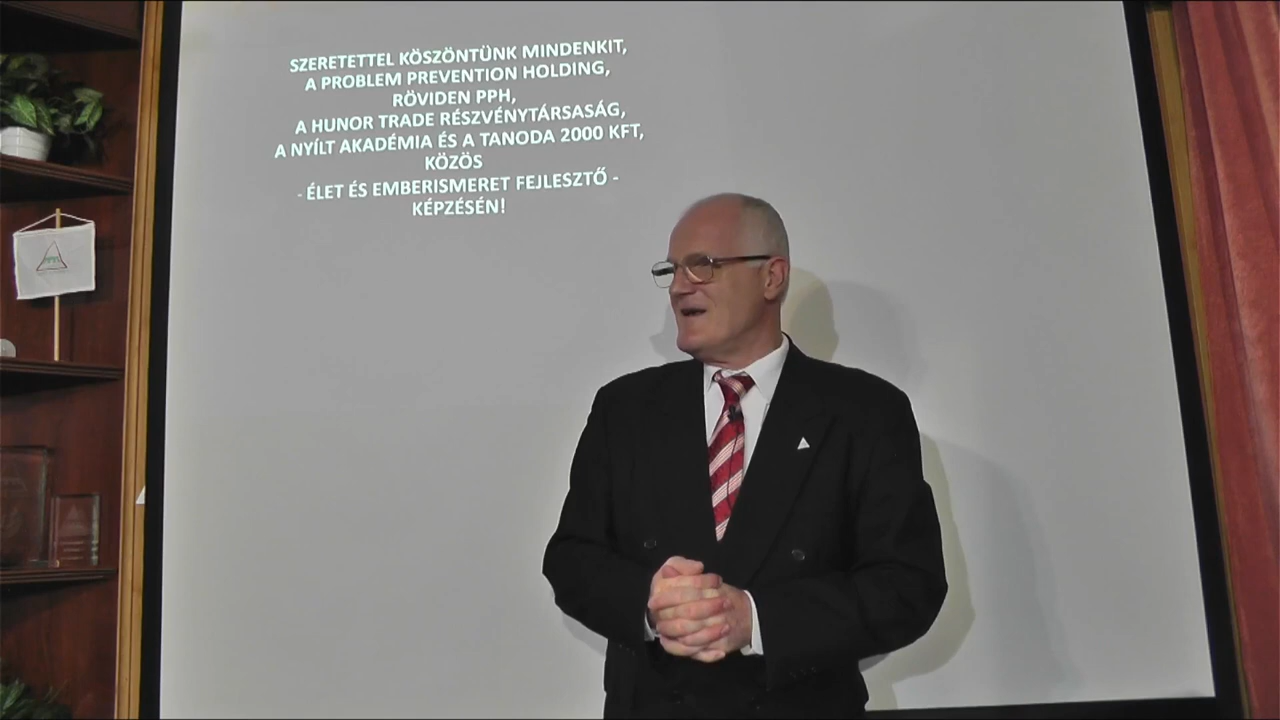 SZERETETTEL KÖSZÖNTÜNK MINDENKIT,
A PROBLEM PREVENTION HOLDING,
RÖVIDEN PPH,
A HUNOR TRADE RÉSZVÉNYTÁRSASÁG,
A NYÍLT AKADÉMIA ÉS A TANODA 2000 KFT,
KÖZÖS
- ÉLET ÉS EMBERISMERET FEJLESZTŐ -
KÉPZÉSÉN!